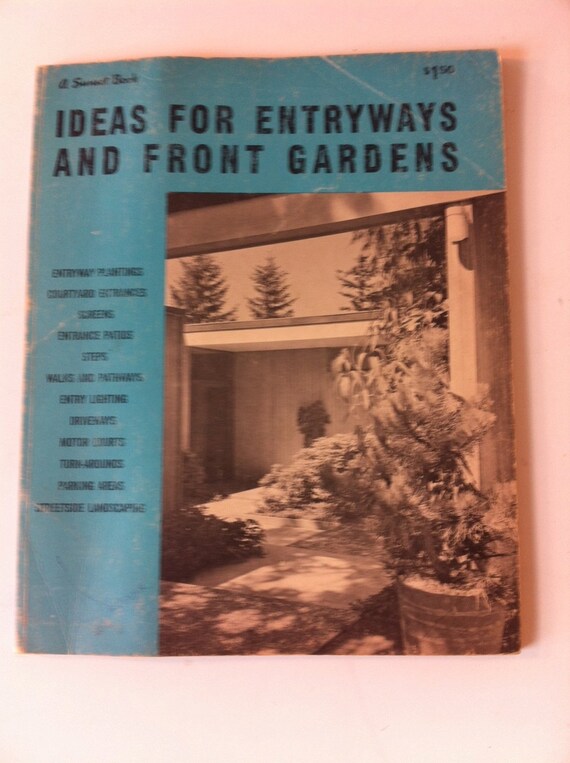 A Sunset Book
$1.50
IDEAS FOR ENTRYWAYS
AND FRONT GARDENS
ENTRYWAY PLANTINGS
COURTYARD ENTRANCES
SCREENS
ENTRANCE PATIOS
STEPS
WALKS AND PATHWAYS
ENTRY LIGHTING
DRIVEWAYS
MOTOR COURTS
TURN-AROUNDS
PARKING AREAS
STREETSIDE LANDSCAPING